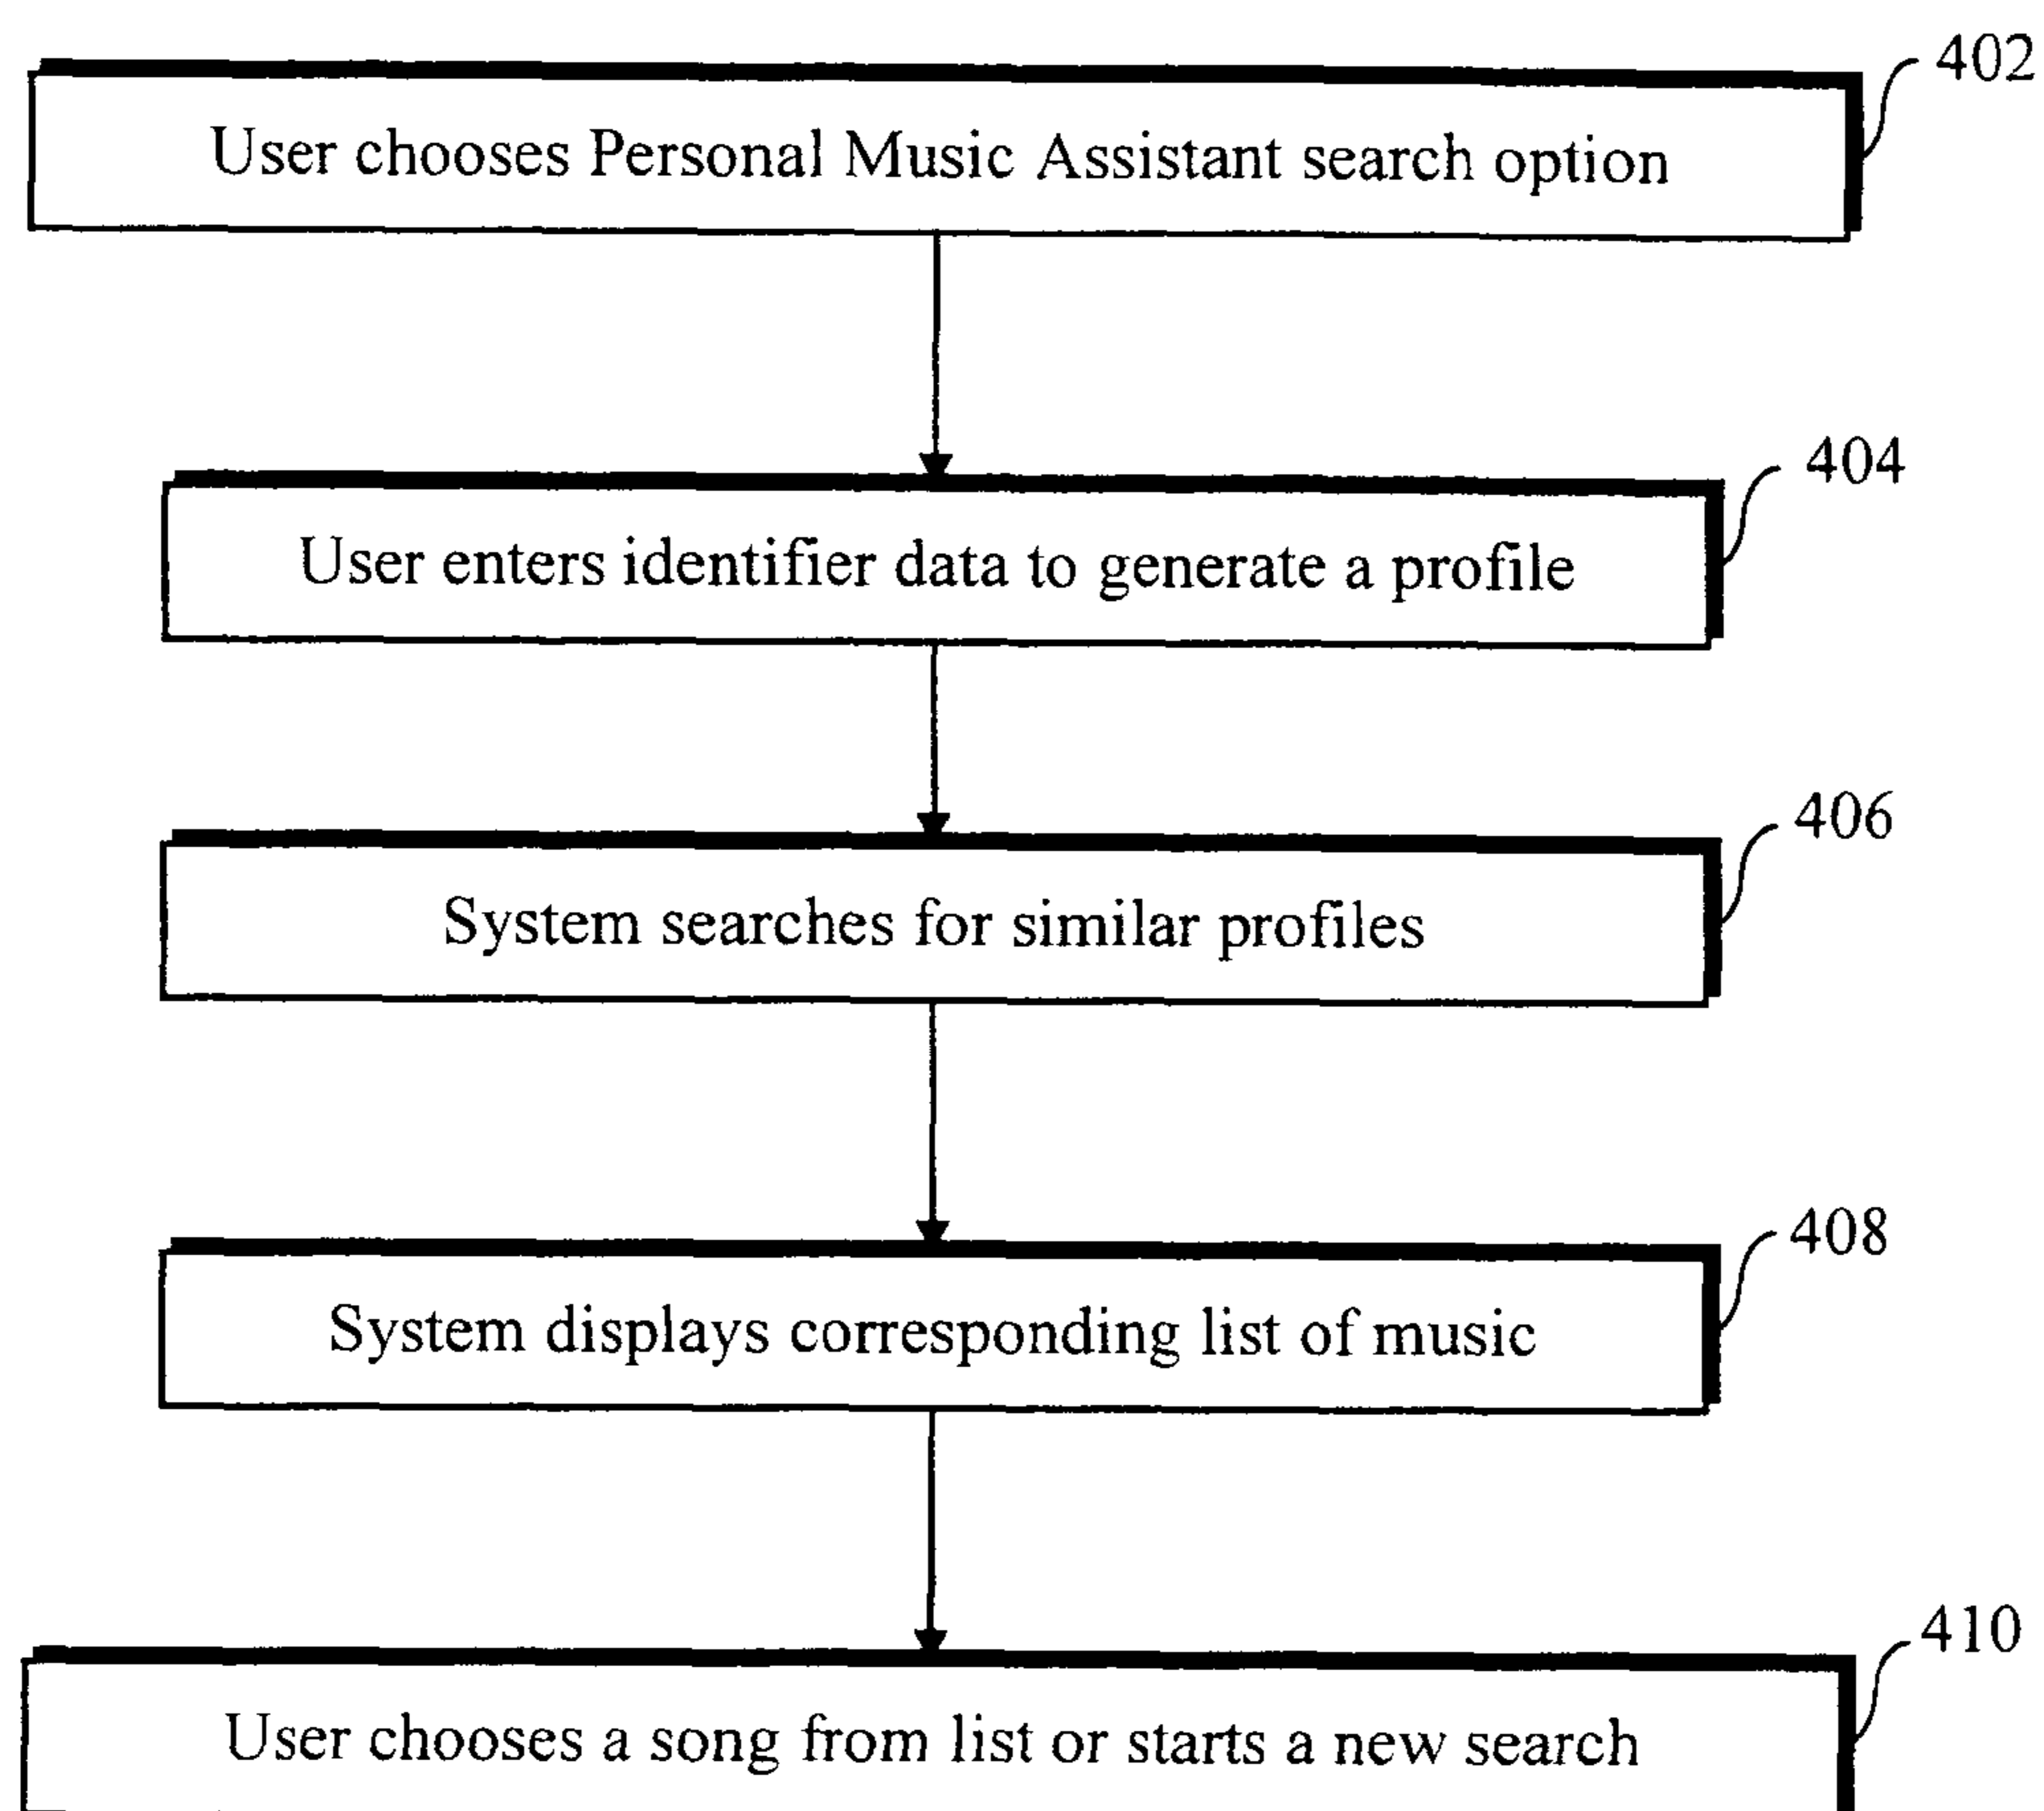 402
User chooses Personal Music Assistant search option
404
User enters identifier data to generate a profile
406
System searches for similar profiles
408
System displays corresponding list of music
410
User chooses a song from list or starts a new search